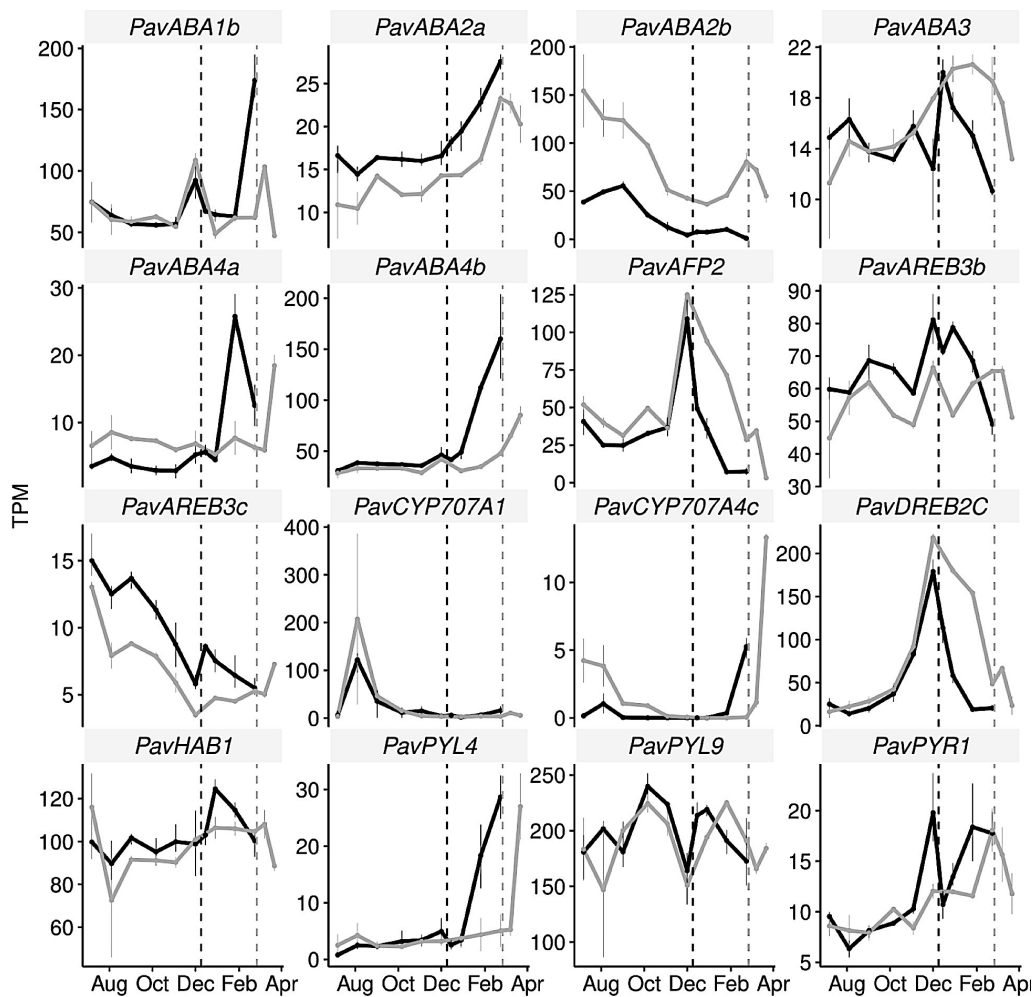 PavABA1b PavABA2a PavABA2b PavABA3
200 150 100 50
25 20 15 10
200 150 100 50 0
22 18 14 10
PavABA4a PavABA4b PavAFP2 PavAREB3b
30 20 10
200 150 100 50
125 100 75 50 25 0
90 80 70 60 50 40 30
TPM
PavAREB3c PavCYP707A1 PavCYP707A4c PavDREB2C
15 10 5
400 300 200 100 0
10 5 0
200 150 100 50 0
PavHAB1 PavPYL4 PavPYL9 PavPYR1
120 100 80 60
30 20 10 0
250 200 150 100
20 15 10 5
Aug Oct Dec Feb Apr Aug Oct Dec Feb Apr Aug Oct Dec Feb Apr Aug Oct Dec Feb Apr